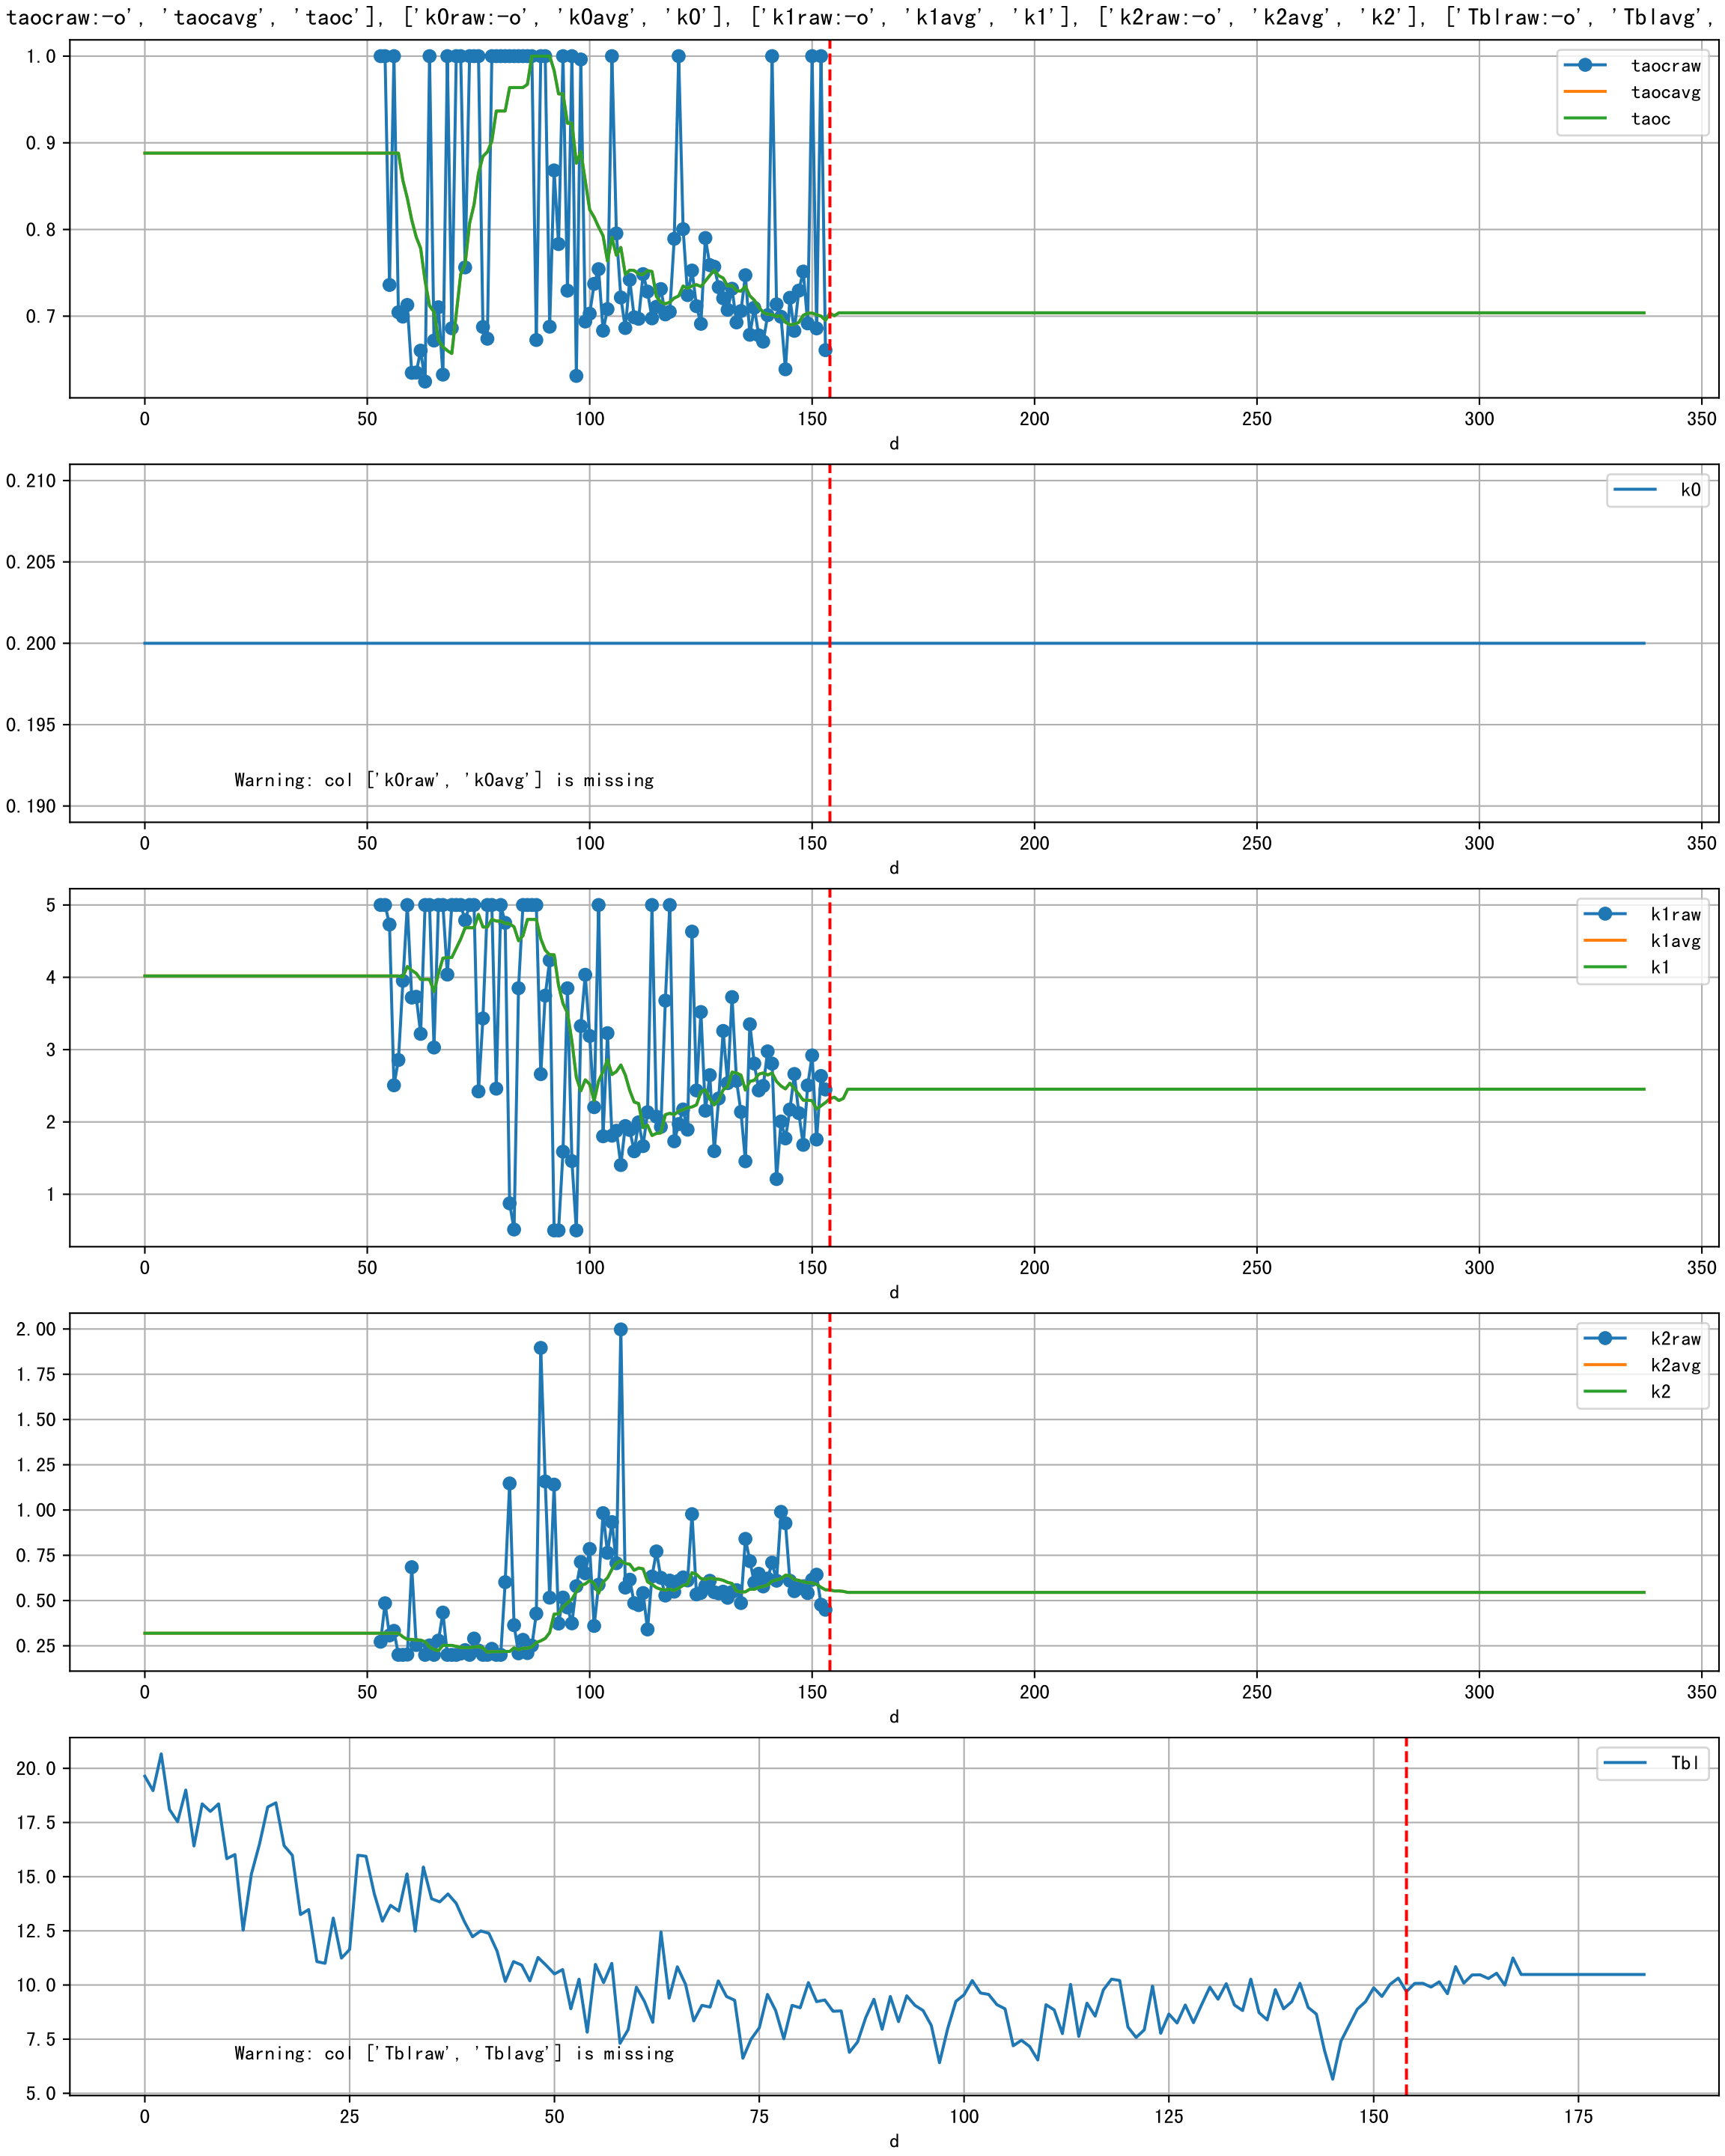 taocraw:-o', 'taocavg', 'taoc'], ['k0raw:-o', 'k0avg', 'k0'], ['k1raw:-o', 'k1avg', 'k1'], ['k2raw:-o', 'k2avg', 'k2'], ['Tblraw:-o', 'Tblavg',
1.0
0.9
0.8
0.7
taocraw
taocavg
taoc
0 50 100 150 200 250 300 350
d
0.210
0.205
0.200
0.195
0.190
k0
Warning: col ['k0raw', 'k0avg'] is missing
0 50 100 150 200 250 300 350
d
5
4
3
2
1
k1raw
k1avg
k1
0 50 100 150 200 250 300 350
d
2.00
1.75
1.50
1.25
1.00
0.75
0.50
0.25
k2raw
k2avg
k2
0 50 100 150 200 250 300 350
d
20.0
17.5
15.0
12.5
10.0
7.5
5.0
Tbl
Warning: col ['Tblraw', 'Tblavg'] is missing
0 25 50 75 100 125 150 175
d